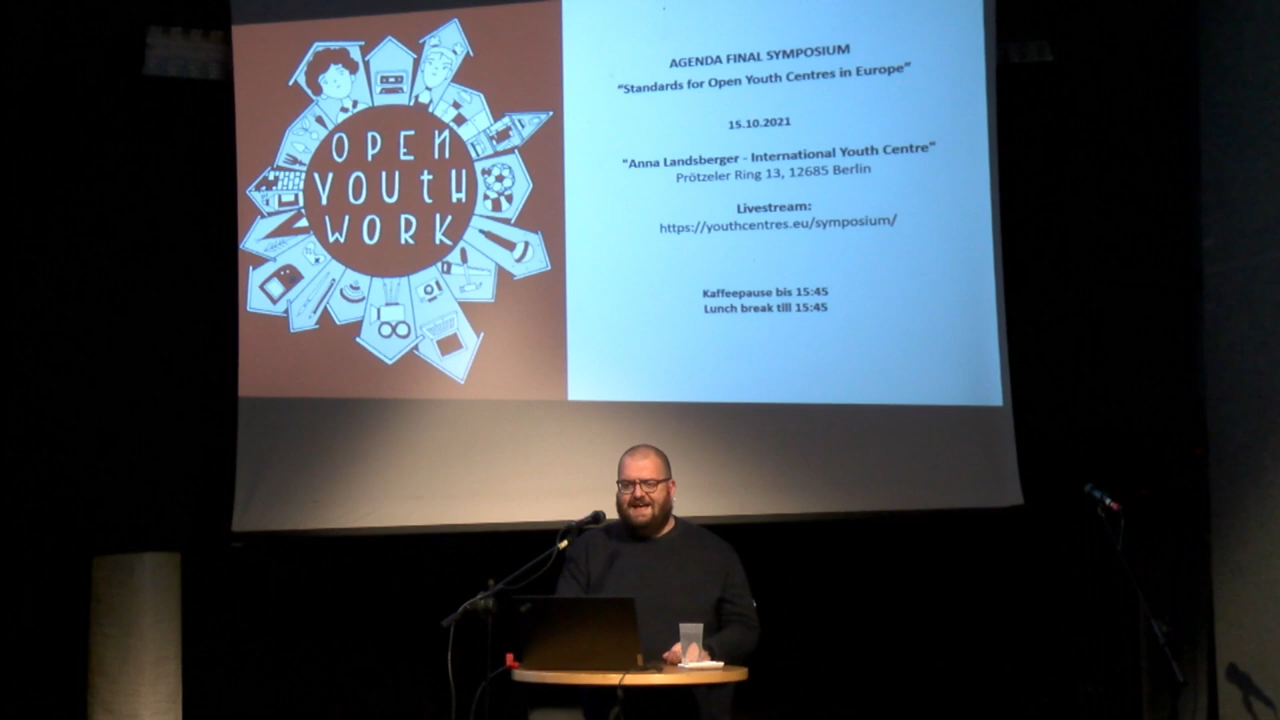 OPEN
YOUTH
WORK
AGENDA FINAL SYMPOSIUM
"Standards for Open Youth Centres in Europe"
15.10.2021
"Anna Landsberger - International Youth Centre"
Prötzeler Ring 13, 12685 Berlin
Livestream:
https://youthcentres.eu/symposium/
Kaffeepause bis 15:45
Lunch break till 15:45